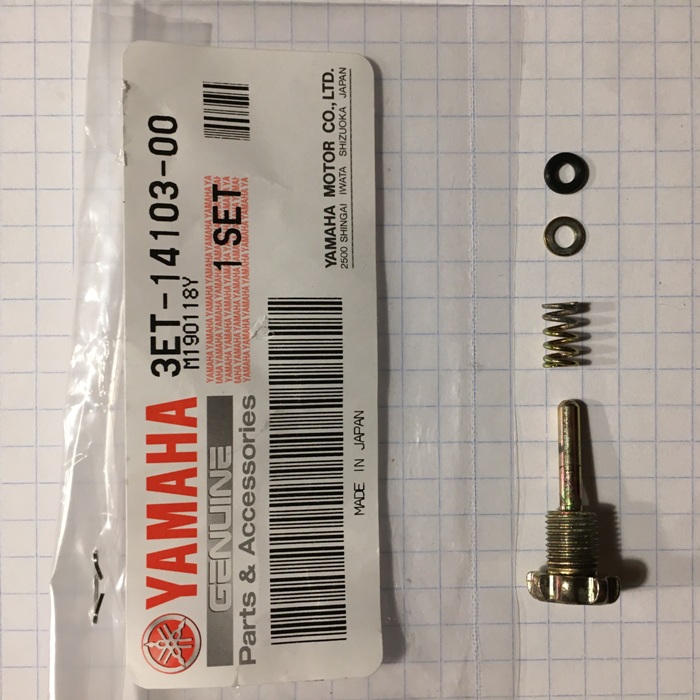 3ET-14103-00
M190118Y
1 SET
YAMAHA
GENUINE
Parts & Accessories
YAMAHA MOTOR CO., LTD.
2500 SHINGAI IWATA SHIZUOKA JAPAN
MADE IN JAPAN